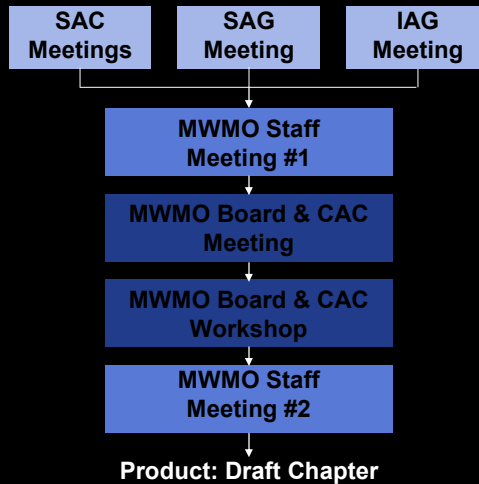 SAC
Meetings
SAG
Meeting
IAG
Meeting
MWMO Staff
Meeting #1
MWMO Board & CAC
Meeting
MWMO Board & CAC
Workshop
MWMO Staff
Meeting #2
Product: Draft Chapter